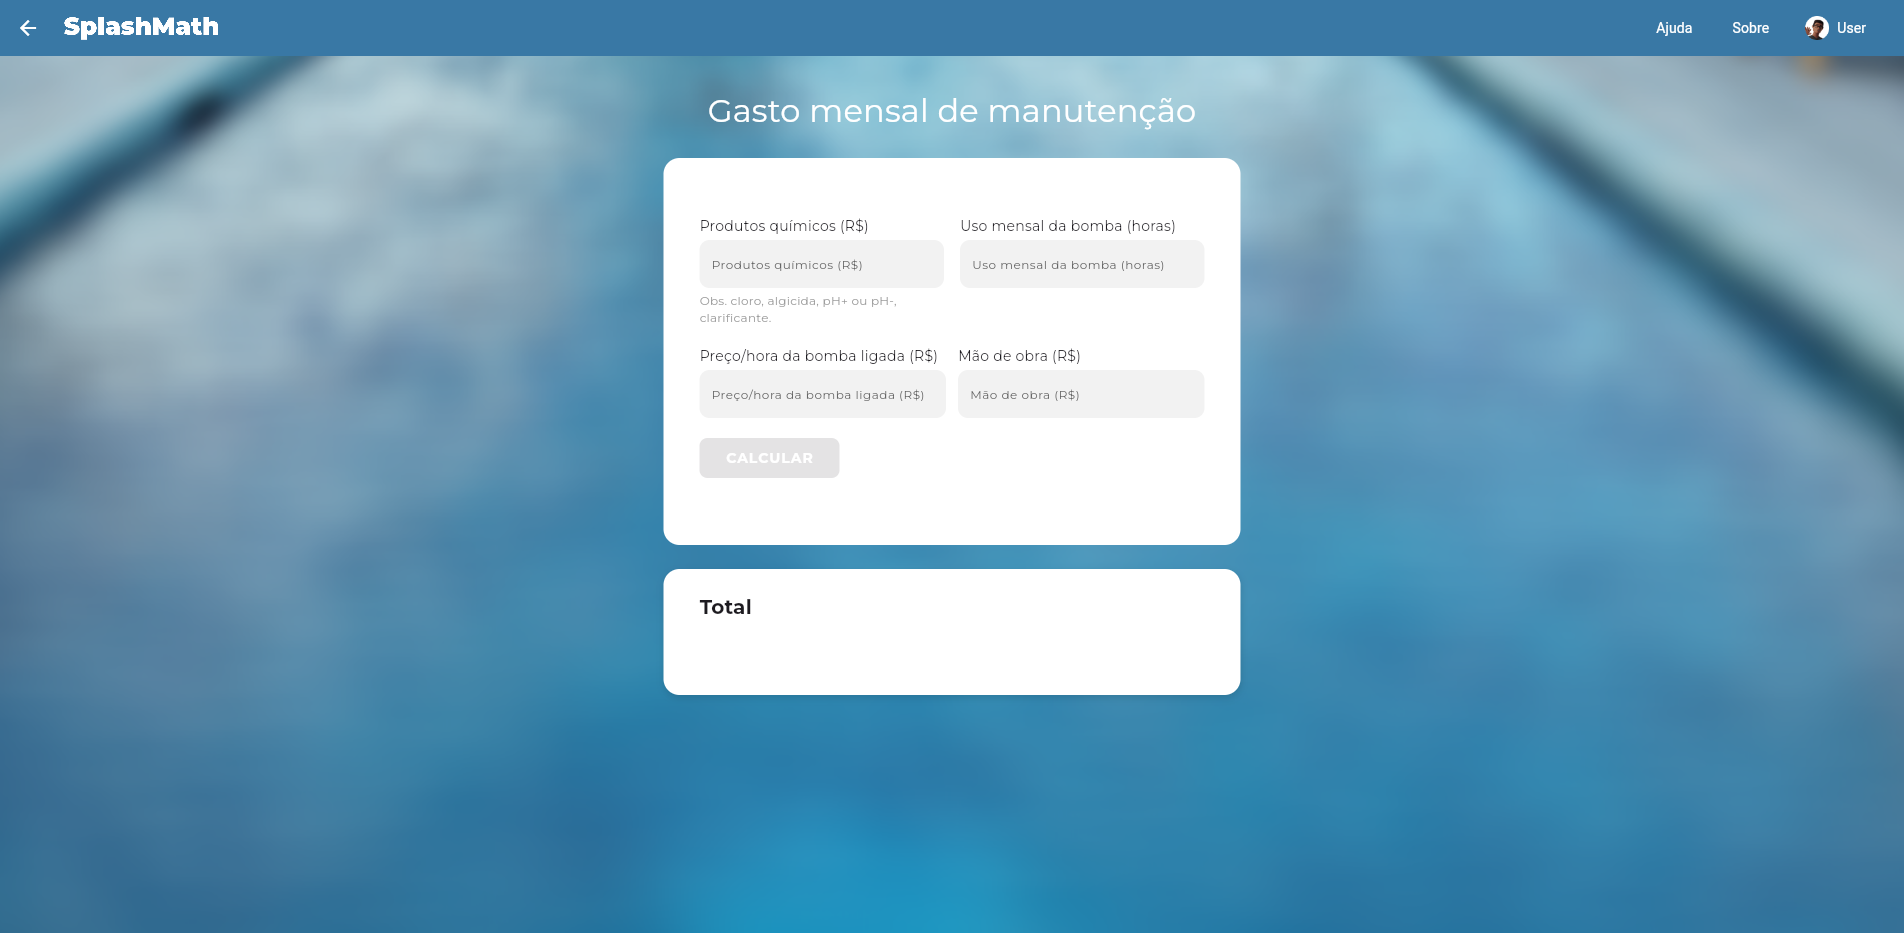 SplashMath
Ajuda
Sobre
User
Gasto mensal de manutenção
Produtos químicos (R$)
Uso mensal da bomba (horas)
Produtos químicos (R$)
Uso mensal da bomba (horas)
Obs. cloro, algicida, pH+ ou pH-,
clarificante.
Preço/hora da bomba ligada (R$)
Mão de obra (R$)
Preço/hora da bomba ligada (R$)
Mão de obra (R$)
CALCULAR
Total